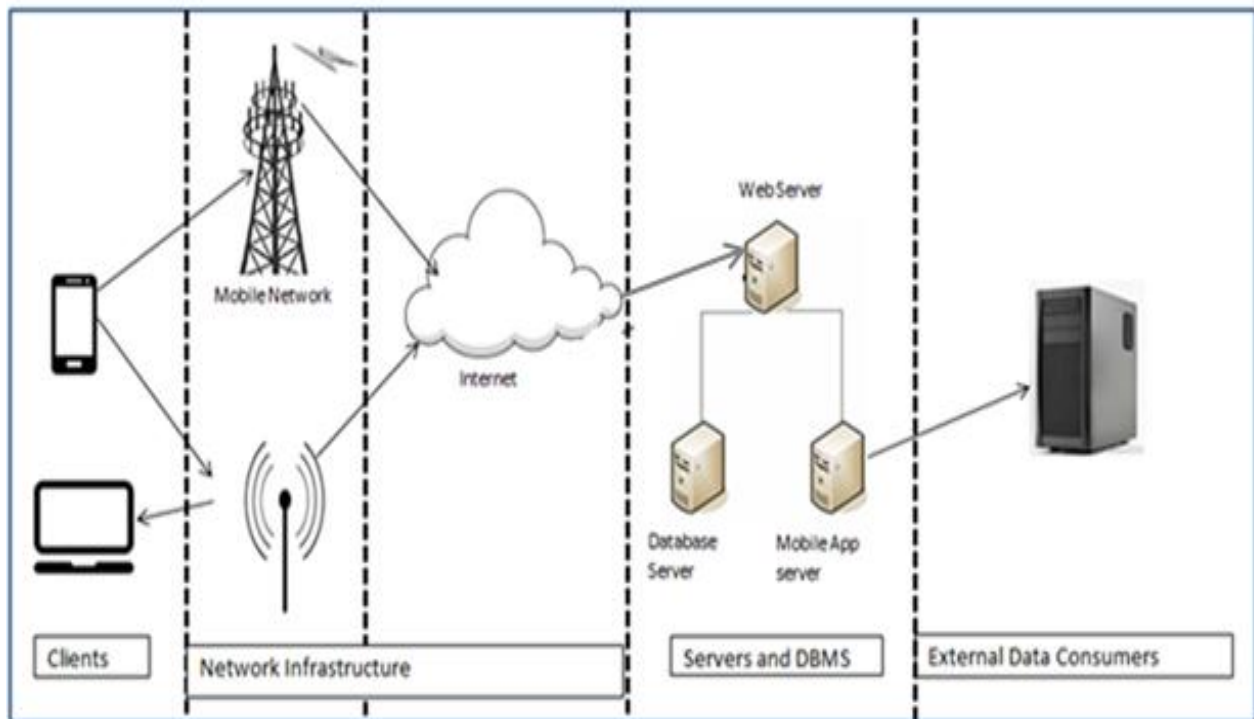 Web Server
Mobile Network
Internet
Database
Server
Mobile App
server
Clients
Network Infrastructure
Servers and DBMS
External Data Consumers